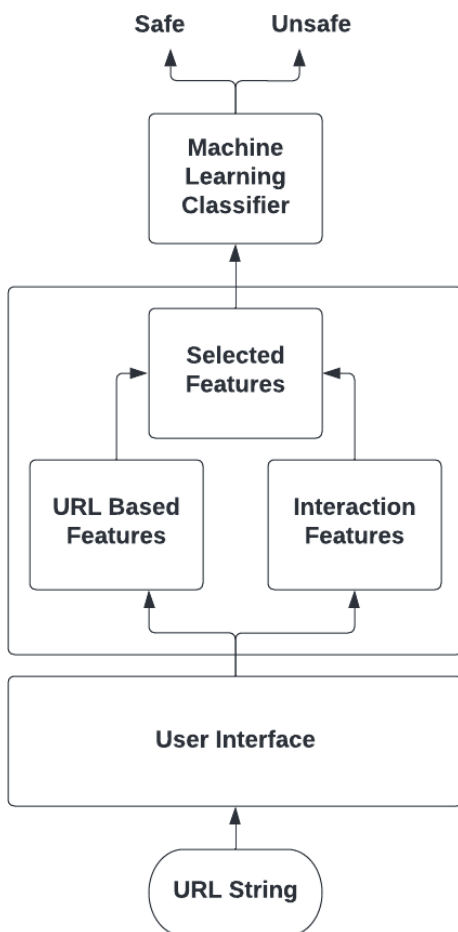 Safe
Unsafe
Machine
Learning
Classifier
Selected
Features
URL Based
Features
Interaction
Features
User Interface
URL String